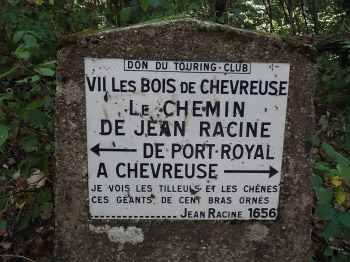 DON DU TOURING-CLUB
VII LES BOIS DE CHEVREUSE
LE CHEMIN
DE JEAN RACINE
← DE PORT-ROYAL
A CHEVREUSE →
JE VOIS LES TILLEULS ET LES CHÊNES
CES GÉANTS DE CENT BRAS ORNÉS
JEAN RACINE 1656